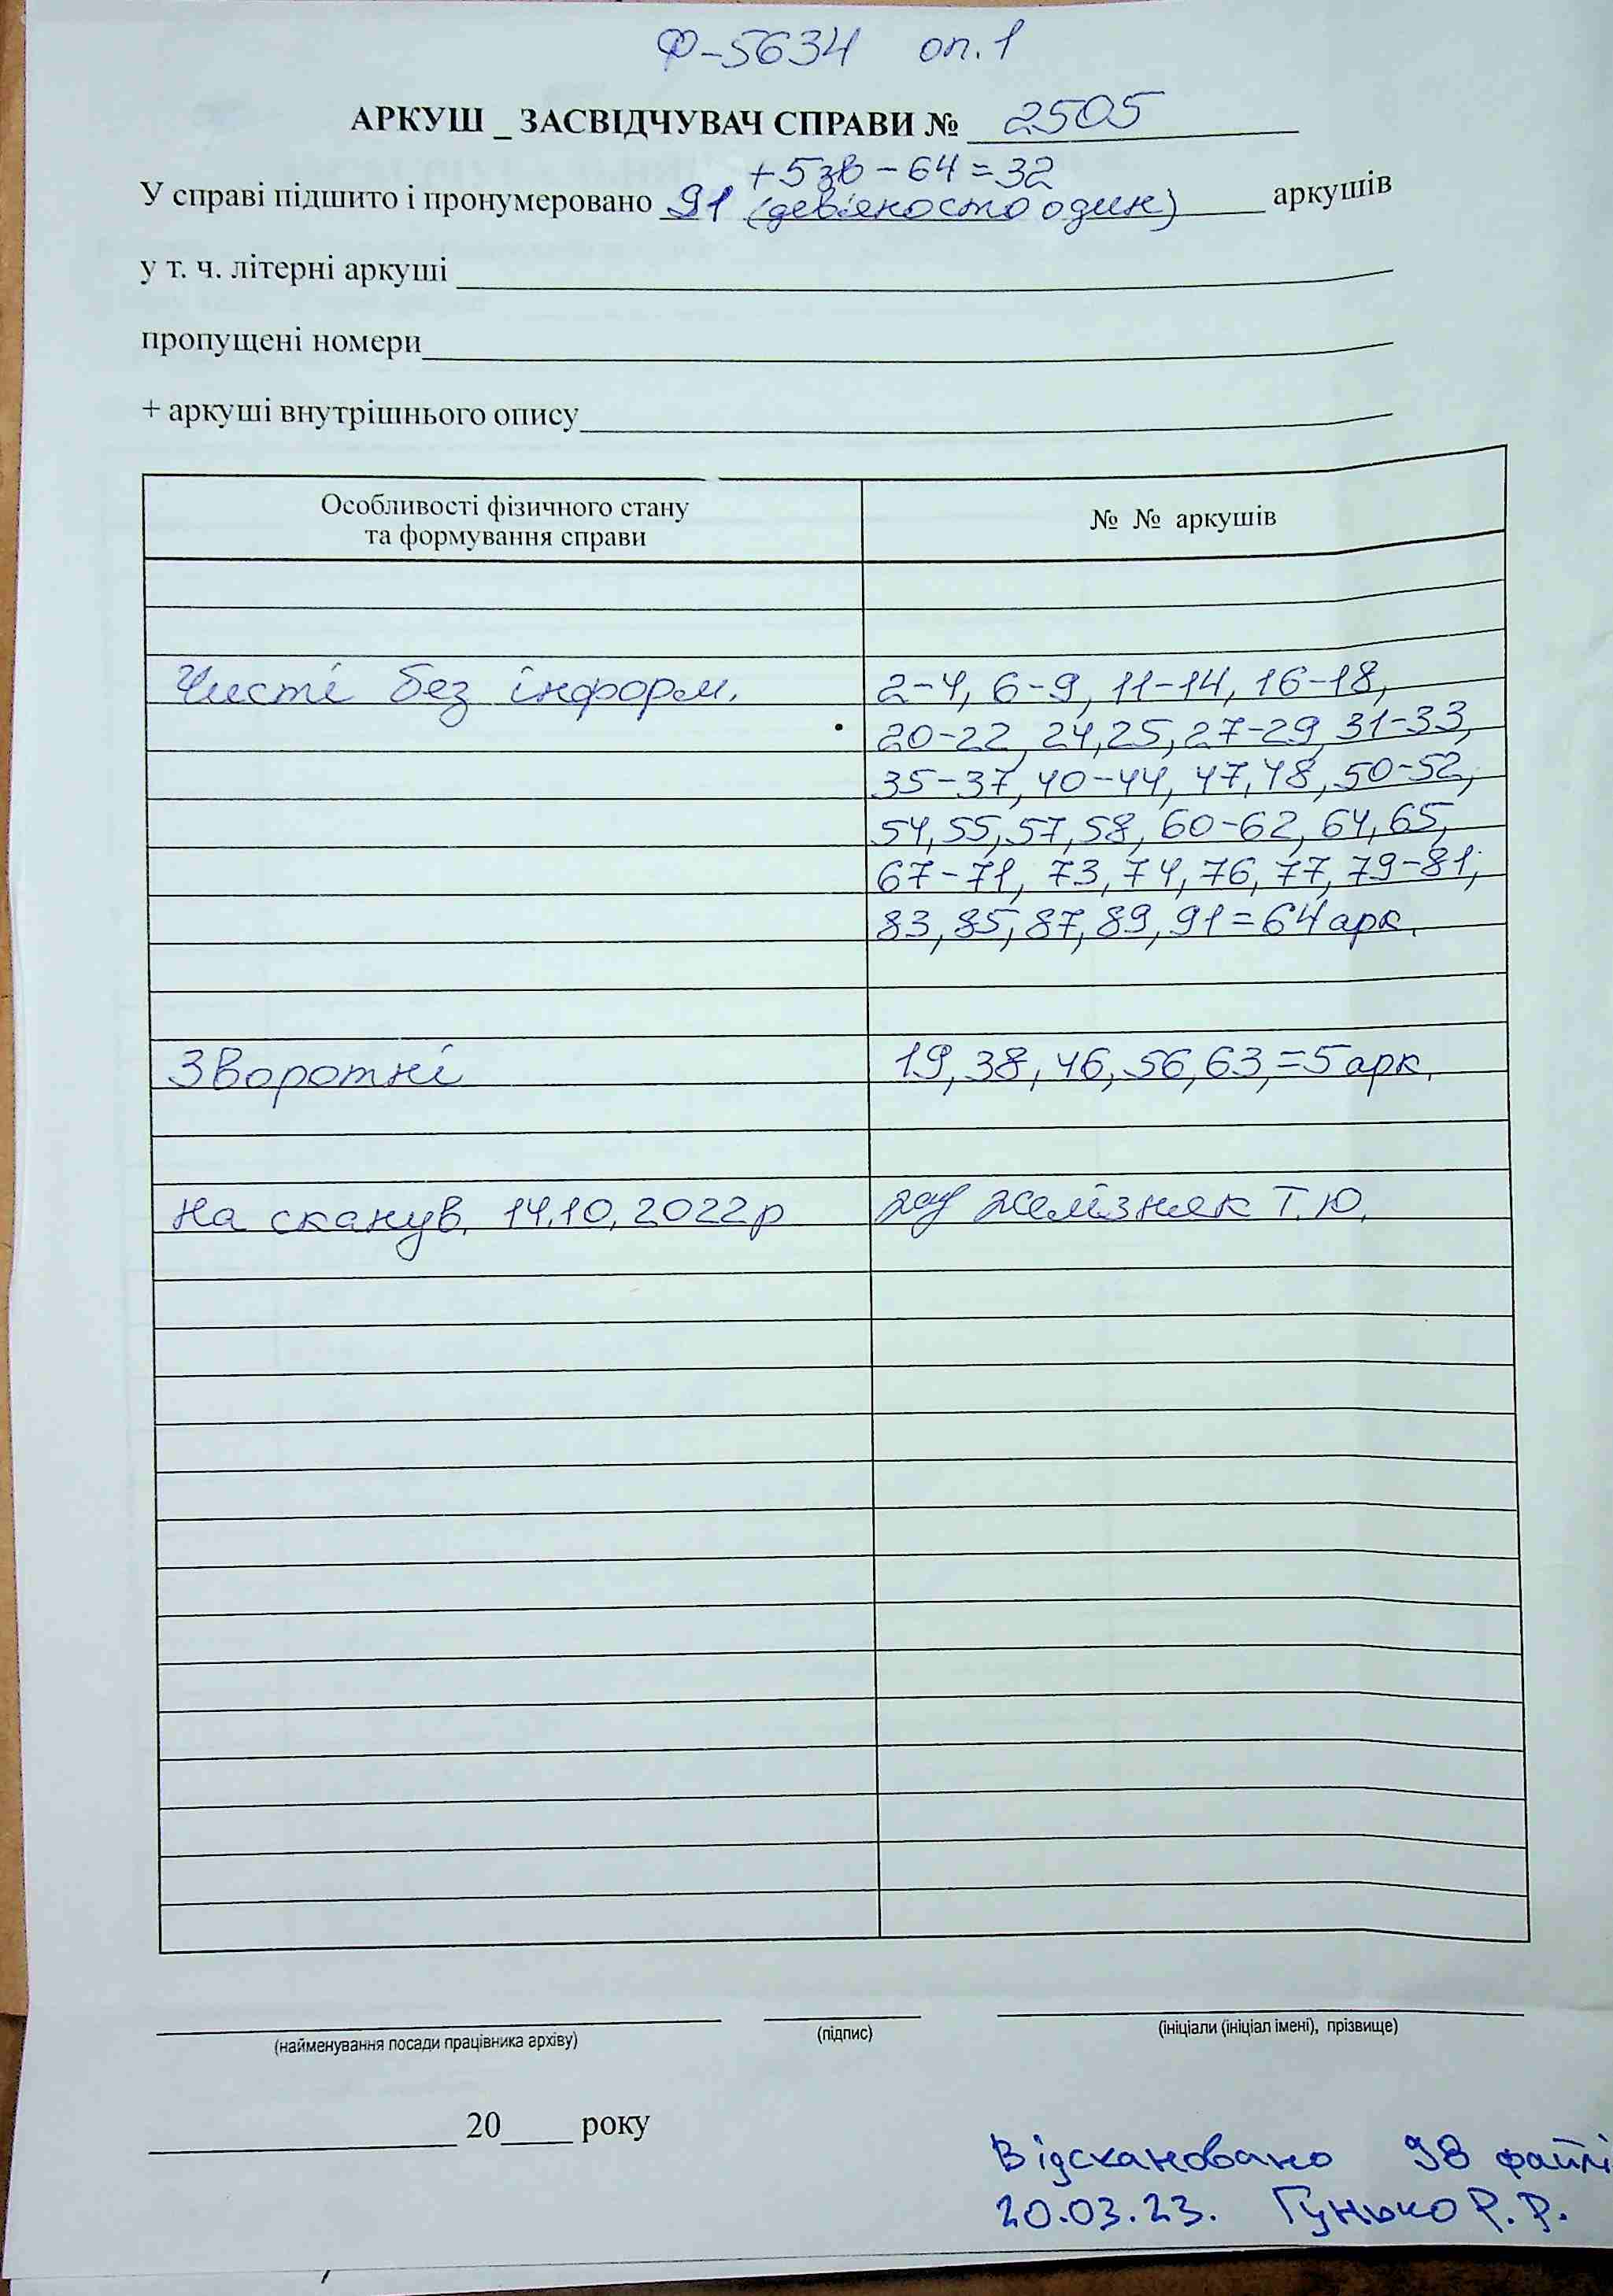 Ф-5634 оп.1
АРКУШ _ ЗАСВІДЧУВАЧ СПРАВИ № 2505
+5зв-64=32
У справі підшито і пронумеровано 91 (дев'яносто один) аркушів
у т. ч. літерні аркуші
пропущені номери
+ аркуші внутрішнього опису
Особливості фізичного стану
та формування справи
№ № аркушів
Чисті без інформ.
2-4, 6-9, 11-14, 16-18,
20-22, 24,25, 27-29, 31-33,
35-37, 40-44, 47,48, 50-52,
54,55,57,58, 60-62, 64,65,
67-71, 73,74,76,77,79-81,
83,85,87,89,91=64 арк.
Зворотні 19,38,46,56,63,=5 арк.
На сканув. 14.10.2022р Желізняк Т.Ю.
(найменування посади працівника архіву)
(підпис)
(ініціали (ініціал імені), прізвище)
20 року
Відскановано 98 файлі
20.03.23. Гунько Р.Р.